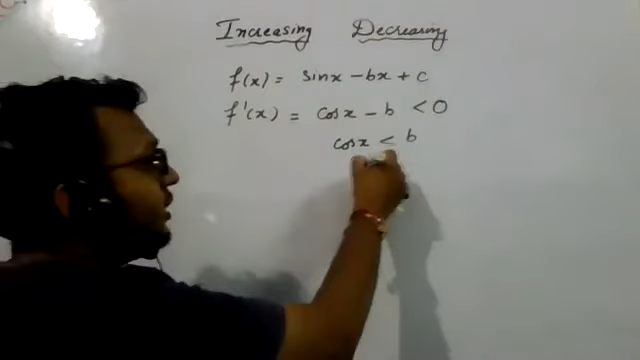 Increasing Decreasing
f(x) = sinx - bx + c
f'(x) = cosx - b < 0
cosx < b